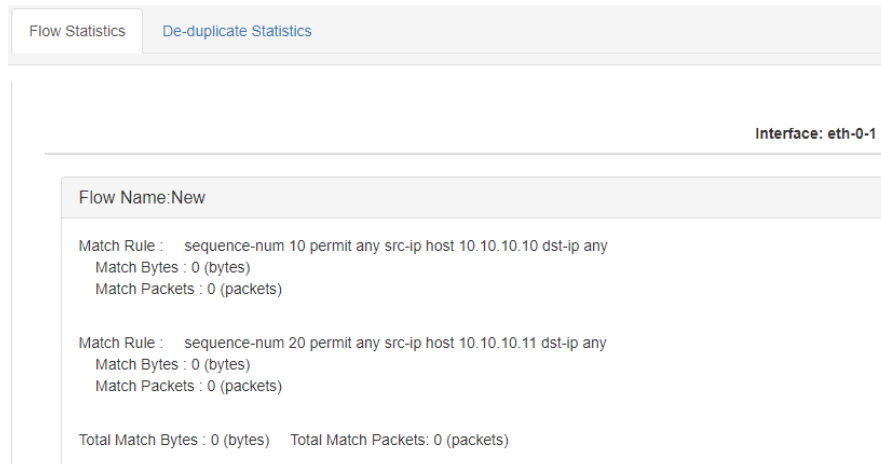 Flow Statistics De-duplicate Statistics
Interface: eth-0-1
Flow Name:New
Match Rule : sequence-num 10 permit any src-ip host 10.10.10.10 dst-ip any
Match Bytes : 0 (bytes)
Match Packets : 0 (packets)
Match Rule : sequence-num 20 permit any src-ip host 10.10.10.11 dst-ip any
Match Bytes : 0 (bytes)
Match Packets : 0 (packets)
Total Match Bytes : 0 (bytes) Total Match Packets: 0 (packets)